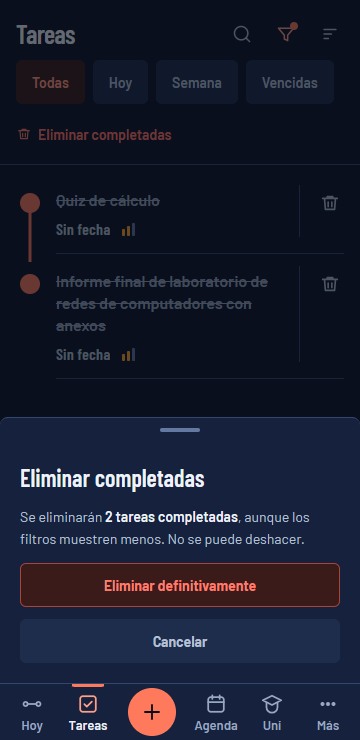 Tareas
Todas
Hoy
Semana
Vencidas
Eliminar completadas
Quiz de cálculo
Sin fecha
Informe final de laboratorio de
redes de computadores con
anexos
Sin fecha
Eliminar completadas
Se eliminarán 2 tareas completadas, aunque los
filtros muestren menos. No se puede deshacer.
Eliminar definitivamente
Cancelar
Hoy
Tareas
Agenda
Uni
Más